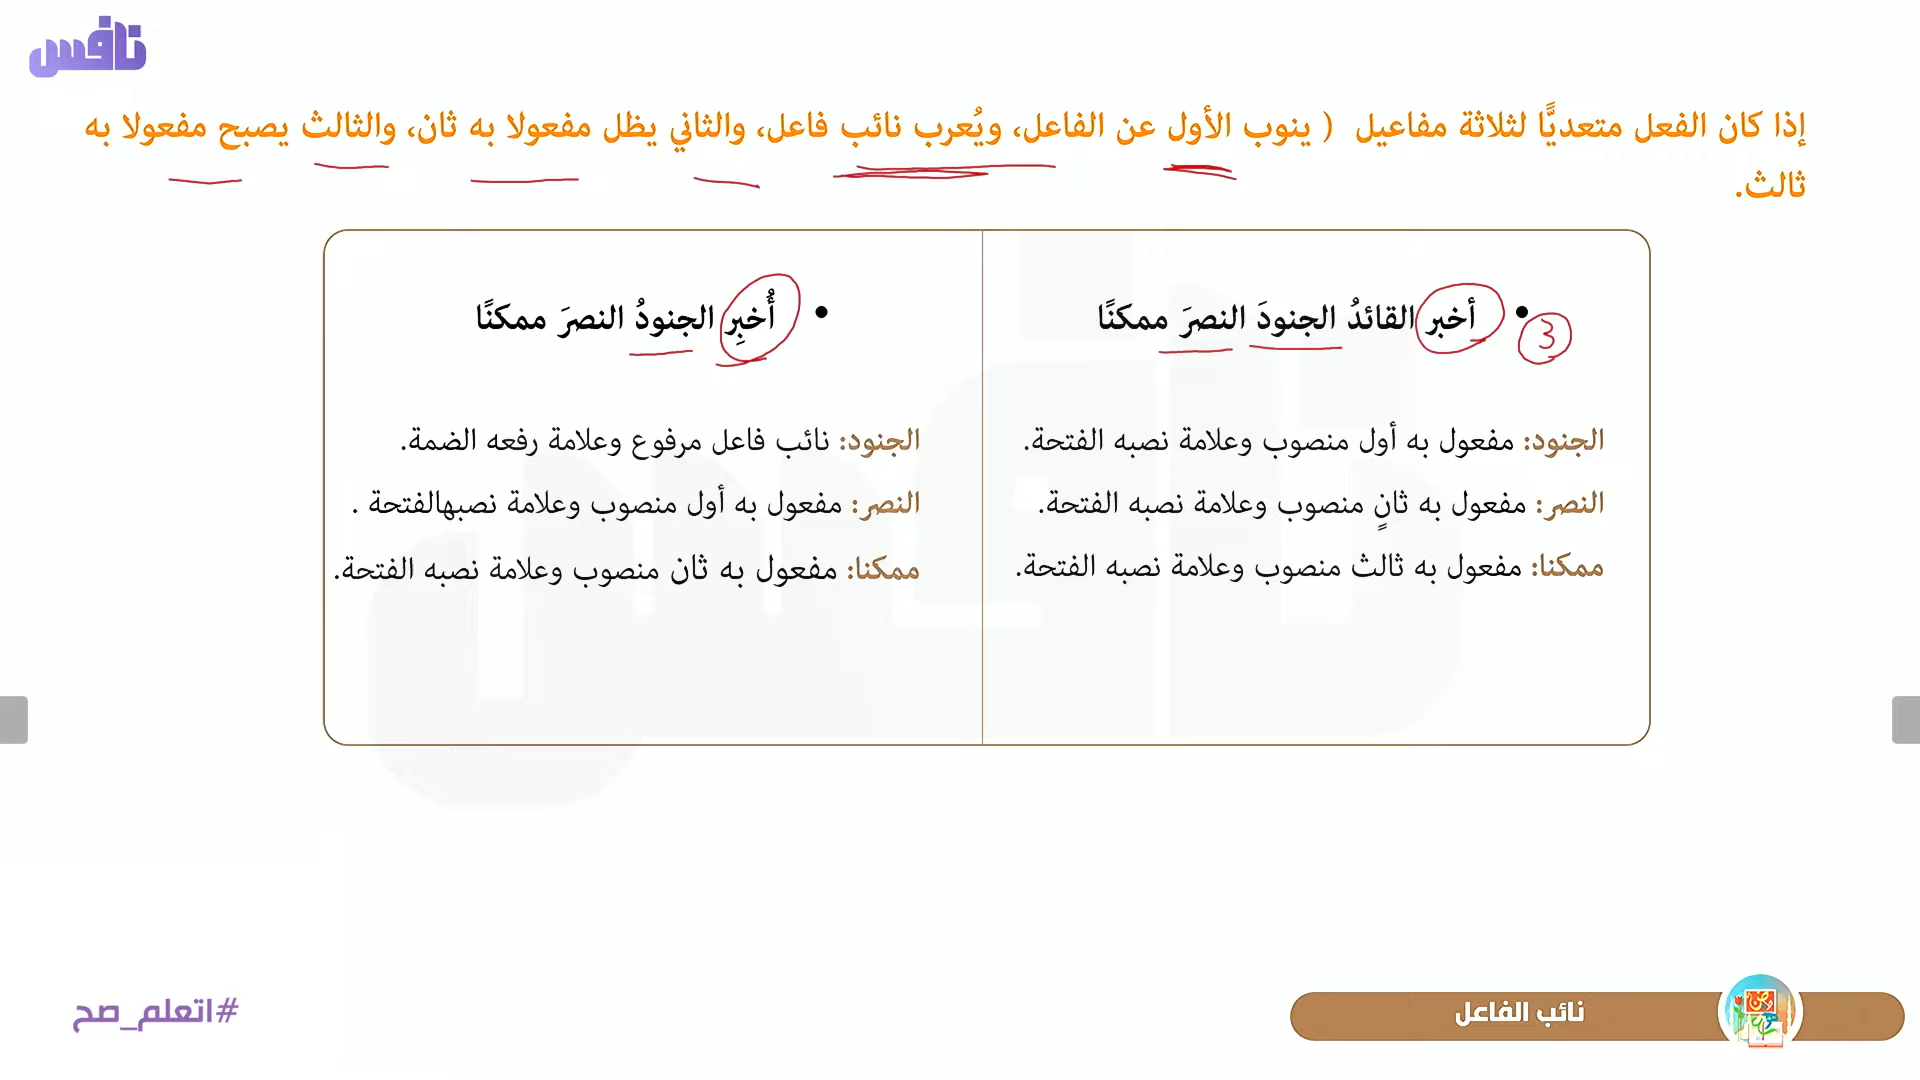 نافس
إذا كان الفعل متعديًّا لثلاثة مفاعيل ( ينوب الأول عن الفاعل، ويُعرب نائب فاعل، والثاني يظل مفعولا به ثان، والثالث يصبح مفعولا به
ثالث.
• أخبر القائدُ الجنودَ النصرَ ممكنًا
3
الجنود: مفعول به أول منصوب وعلامة نصبه الفتحة.
النصر: مفعول به ثانٍ منصوب وعلامة نصبه الفتحة.
ممكنا: مفعول به ثالث منصوب وعلامة نصبه الفتحة.
• أُخبِرِ الجنودُ النصرَ ممكنًا
الجنود: نائب فاعل مرفوع وعلامة رفعه الضمة.
النصر: مفعول به أول منصوب وعلامة نصبهالفتحة .
ممكنا: مفعول به ثان منصوب وعلامة نصبه الفتحة.
نائب الفاعل
#اتعلم_صح